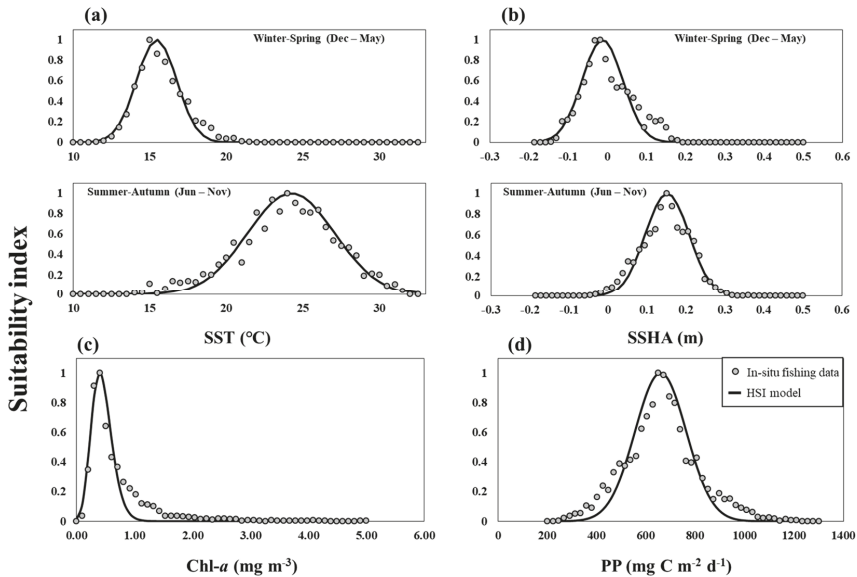 Suitability index
(a)
Winter-Spring (Dec – May)
1
0.8
0.6
0.4
0.2
0
10 15 20 25 30
Summer-Autumn (Jun – Nov)
1
0.8
0.6
0.4
0.2
0
10 15 20 25 30
SST (℃)
(b)
Winter-Spring (Dec – May)
1
0.8
0.6
0.4
0.2
0
-0.3 -0.2 -0.1 0 0.1 0.2 0.3 0.4 0.5 0.6
Summer-Autumn (Jun – Nov)
1
0.8
0.6
0.4
0.2
0
-0.3 -0.2 -0.1 0 0.1 0.2 0.3 0.4 0.5 0.6
SSHA (m)
(c)
1
0.8
0.6
0.4
0.2
0
0.00 1.00 2.00 3.00 4.00 5.00 6.00
Chl-a (mg m-3)
(d)
In-situ fishing data
HSI model
1
0.8
0.6
0.4
0.2
0
0 200 400 600 800 1000 1200 1400
PP (mg C m-2 d-1)